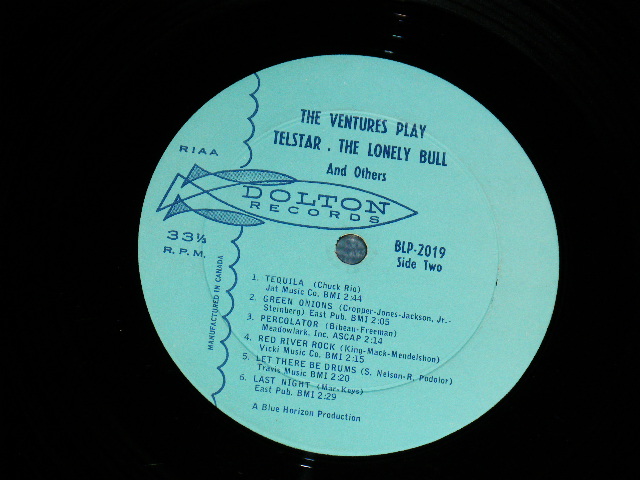 THE VENTURES PLAY
TELSTAR . THE LONELY BULL
And Others
RIAA
DOLTON
RECORDS
33⅓
R.P.M.
BLP-2019
Side Two
MANUFACTURED IN CANADA
1. TEQUILA (Chuck Rio)
Jat Music Co. BMI 2:44
2. GREEN ONIONS (Cropper-Jones-Jackson, Jr.-
Steinberg) East Pub. BMI 2:05
3. PERCOLATOR (Bibean-Freeman)
Meadowlark, Inc. ASCAP 2:14
4. RED RIVER ROCK (King-Mack-Mendelshon)
Vicki Music Co. BMI 2:15
5. LET THERE BE DRUMS (S. Nelson-R. Podolor)
Travis Music BMI 2:20
6. LAST NIGHT (Mar-Keys)
East Pub. BMI 2:29
A Blue Horizon Production